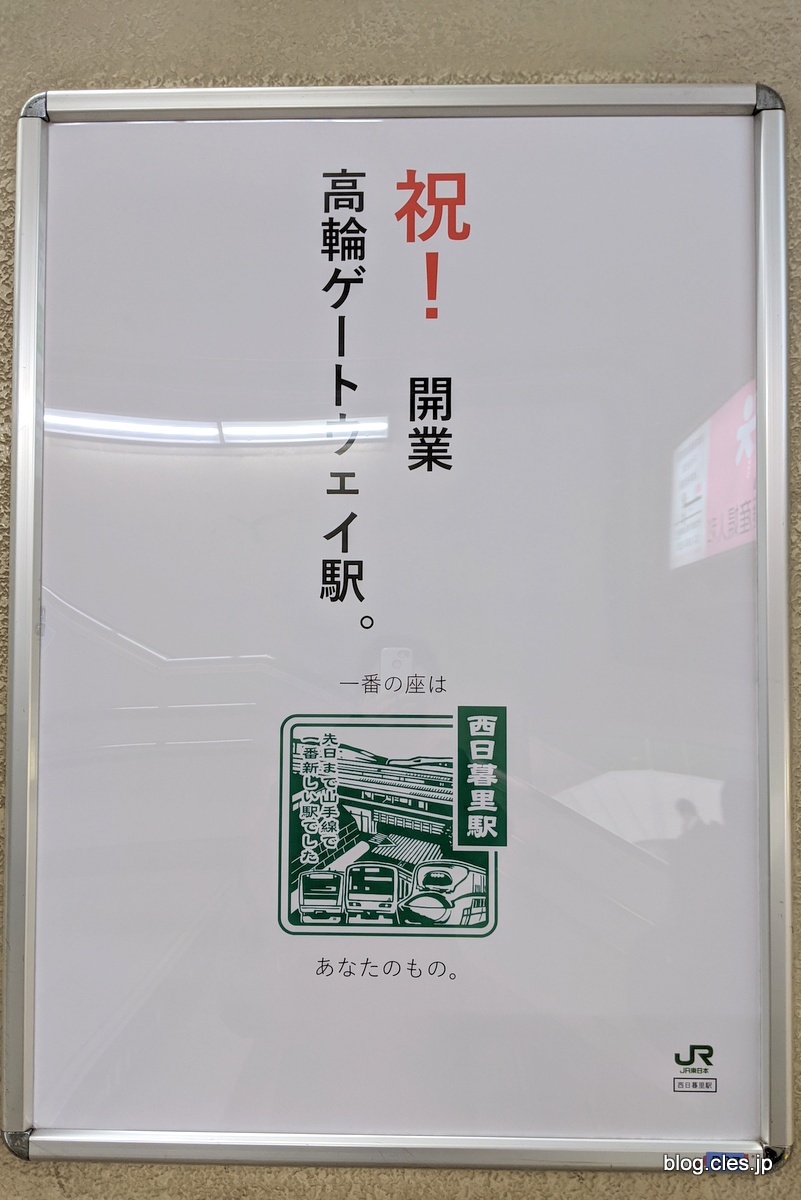 祝！　開業
高輪ゲートウェイ駅。
一番の座は
西日暮里駅
先日まで山手線で
一番新しい駅でした
あなたのもの。
JR
JR東日本
西日暮里駅
blog.cles.jp